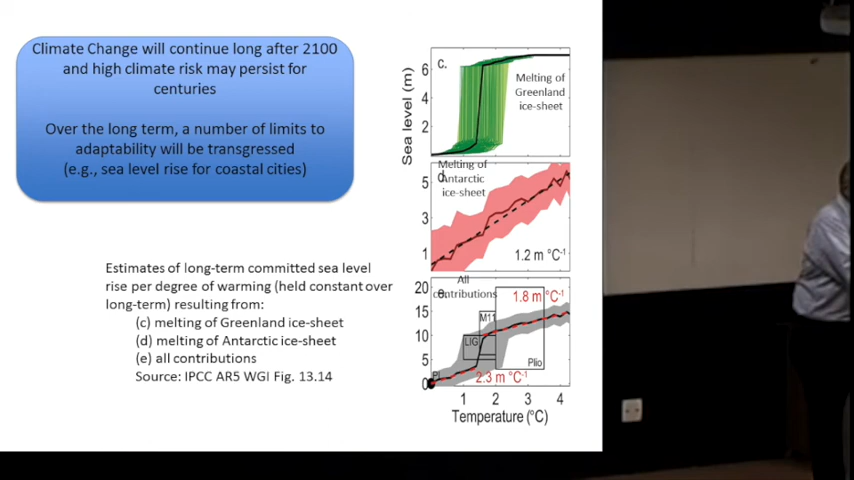 Climate Change will continue long after 2100
and high climate risk may persist for
centuries
Over the long term, a number of limits to
adaptability will be transgressed
(e.g., sea level rise for coastal cities)
Estimates of long-term committed sea level
rise per degree of warming (held constant over
long-term) resulting from:
(c) melting of Greenland ice-sheet
(d) melting of Antarctic ice-sheet
(e) all contributions
Source: IPCC AR5 WGI Fig. 13.14
c.
Melting of
Greenland
ice-sheet
Sea level (m)
6
4
2
Melting of
d.
Antarctic
ice-sheet
5
3
1
1.2 m °C-1
All
e.
contributions
20
15
10
5
0
1.8 m °C-1
M11
LIG
Plio
PI
2.3 m °C-1
1 2 3 4
Temperature (°C)